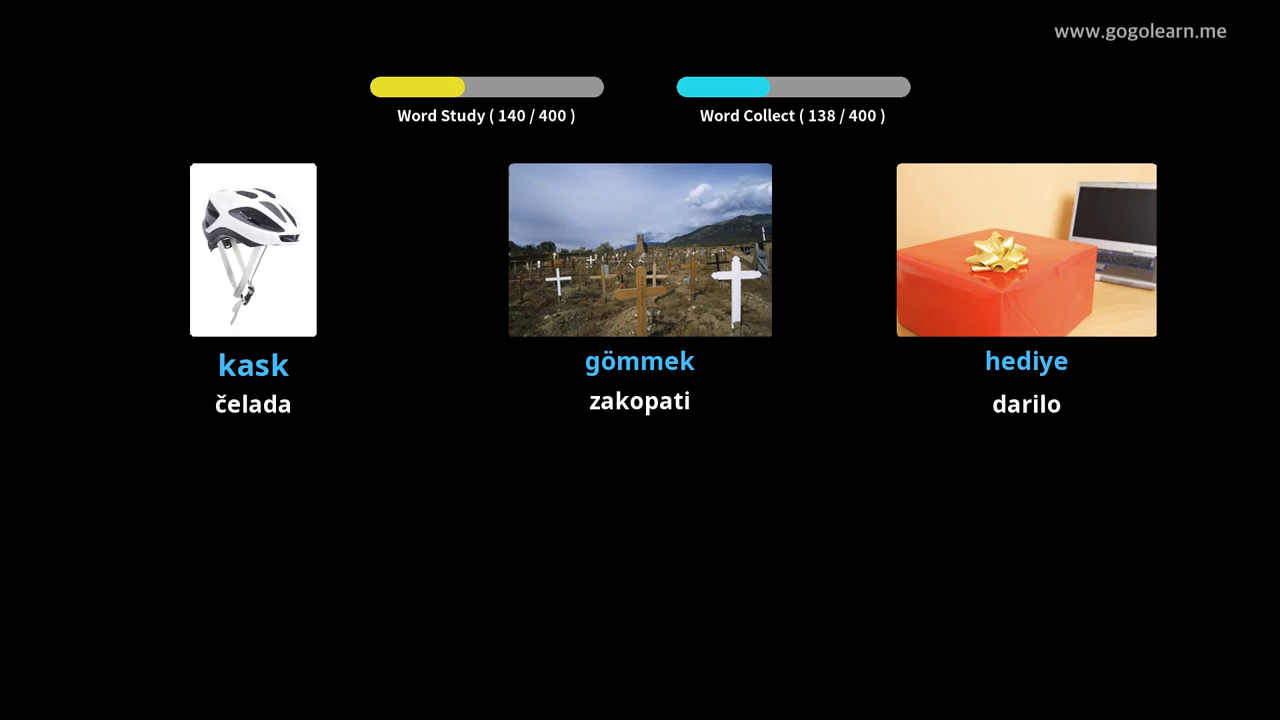 www.gogolearn.me
Word Study ( 140 / 400 )
Word Collect ( 138 / 400 )
kask
gömmek
hediye
čelada
zakopati
darilo